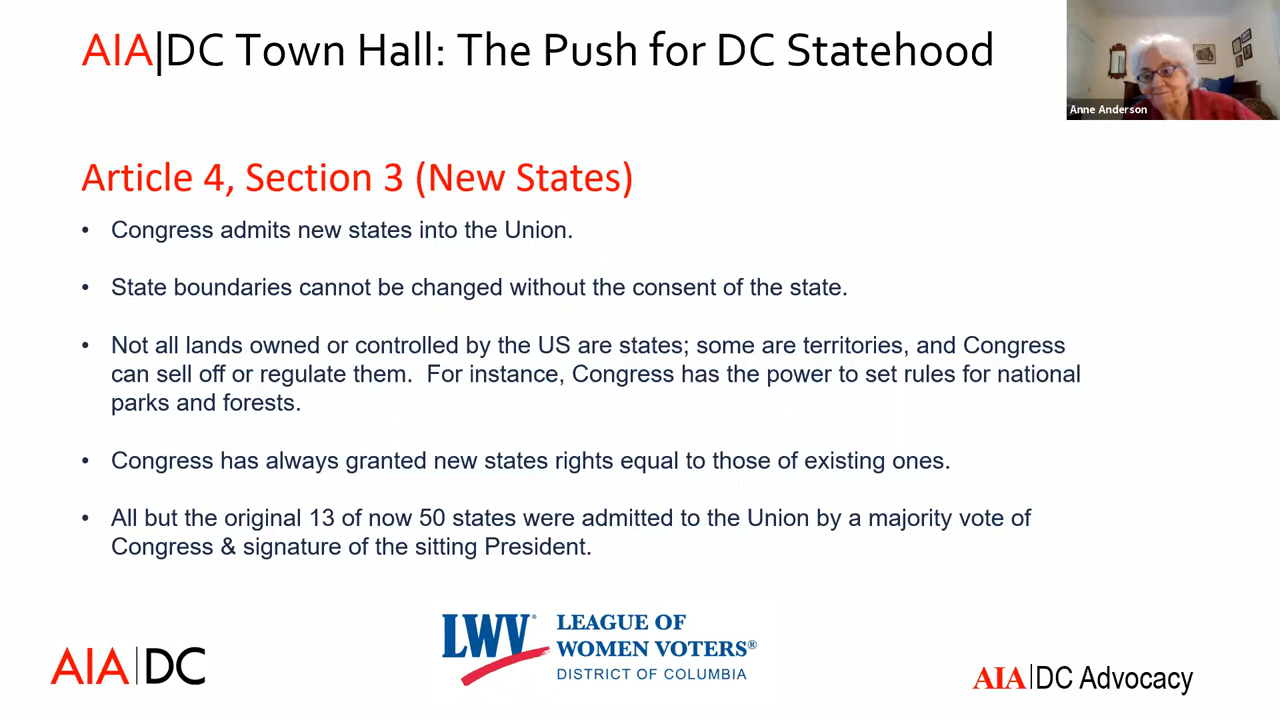 AIA|DC Town Hall: The Push for DC Statehood
Anne Anderson
Article 4, Section 3 (New States)
• Congress admits new states into the Union.
• State boundaries cannot be changed without the consent of the state.
• Not all lands owned or controlled by the US are states; some are territories, and Congress
can sell off or regulate them.  For instance, Congress has the power to set rules for national
parks and forests.
• Congress has always granted new states rights equal to those of existing ones.
• All but the original 13 of now 50 states were admitted to the Union by a majority vote of
Congress & signature of the sitting President.
LWV®
LEAGUE OF
WOMEN VOTERS®
DISTRICT OF COLUMBIA
AIA|DC
AIA|DC Advocacy